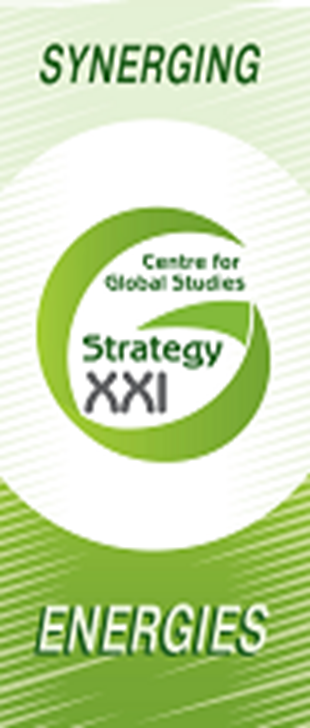 SYNERGING
Centre for
Global Studies
Strategy
XXI
ENERGIES